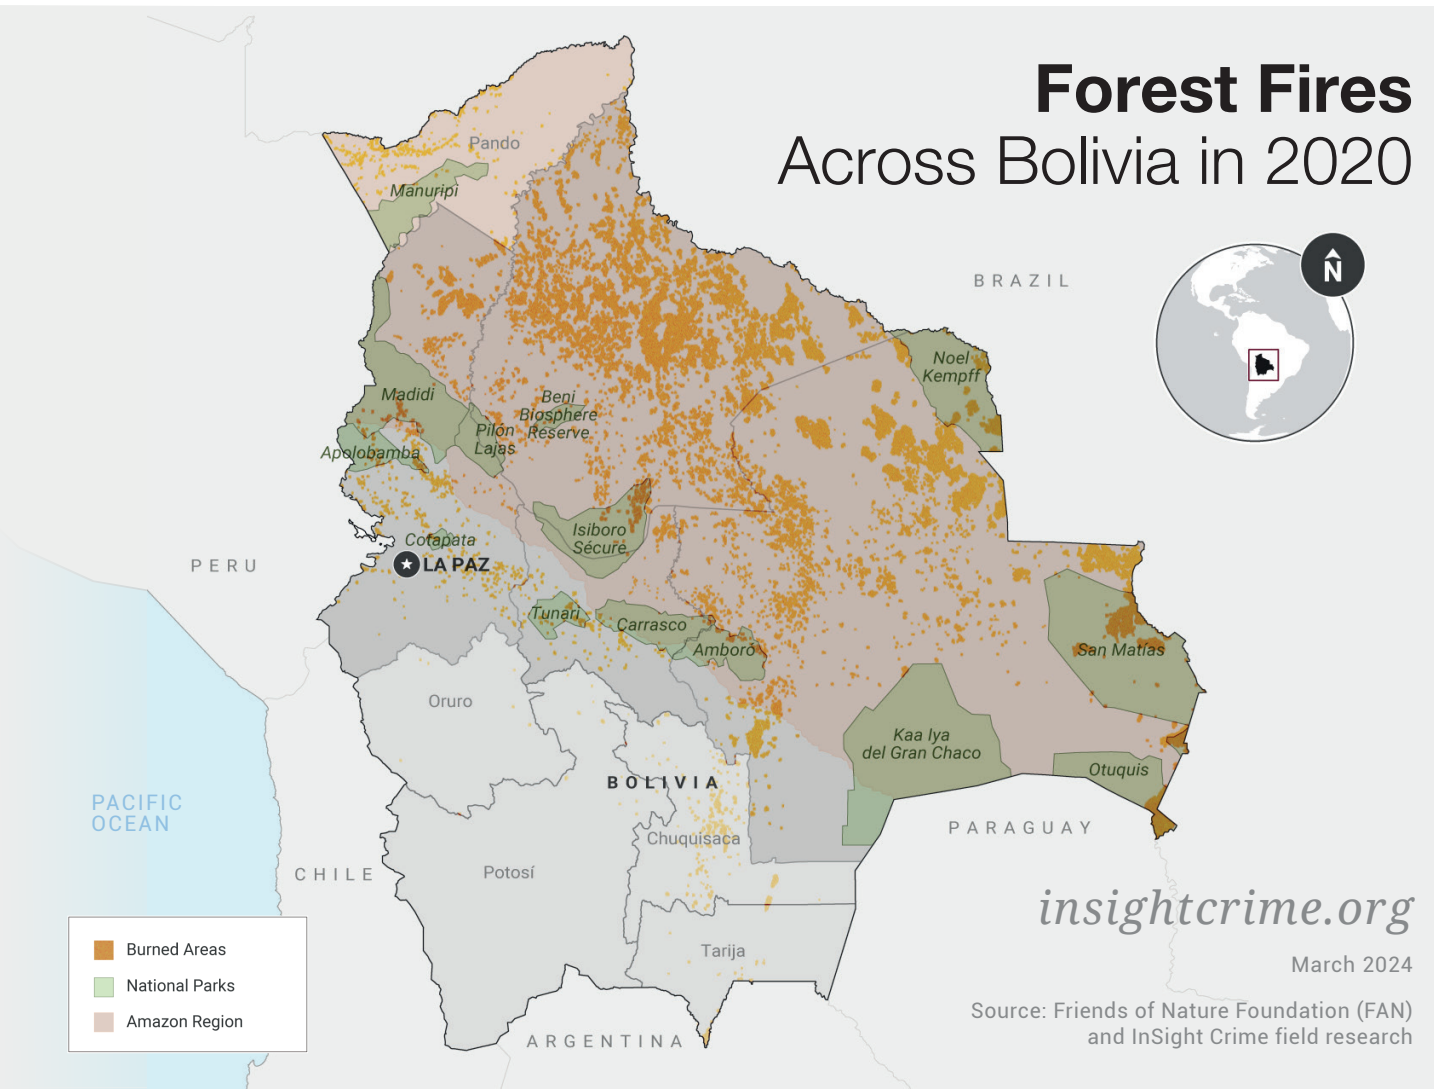 Forest Fires
Across Bolivia in 2020
N
BRAZIL
Pando
Manuripi
Noel
Kempff
Madidi
Beni
Biosphere
Reserve
Pilón
Lajas
Apolobamba
Isiboro
Sécure
Cotapata
LA PAZ
PERU
Tunari
Carrasco
Amboró
San Matías
Oruro
Kaa Iya
del Gran Chaco
Otuquis
BOLIVIA
PACIFIC
OCEAN
PARAGUAY
Chuquisaca
CHILE
Potosí
Tarija
ARGENTINA
Burned Areas
National Parks
Amazon Region
insightcrime.org
March 2024
Source: Friends of Nature Foundation (FAN)
and InSight Crime field research